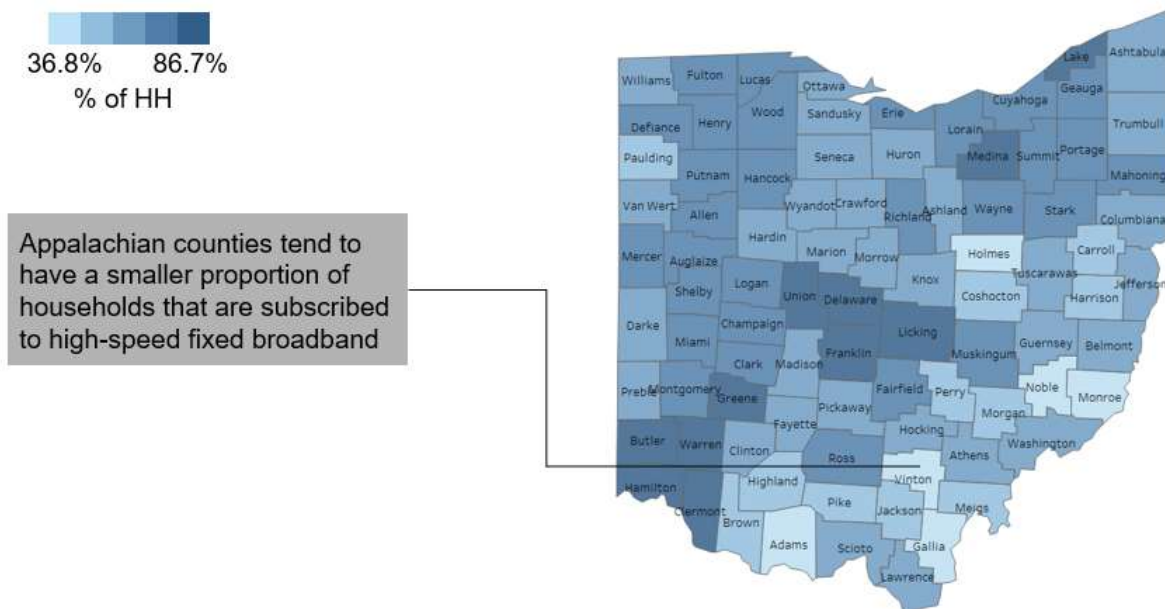 36.8% 86.7%
% of HH
Appalachian counties tend to
have a smaller proportion of
households that are subscribed
to high-speed fixed broadband
Williams
Fulton
Lucas
Ottawa
Lake
Ashtabula
Geauga
Cuyahoga
Wood
Sandusky
Erie
Lorain
Trumbull
Defiance
Henry
Medina
Summit
Portage
Paulding
Seneca
Huron
Putnam
Hancock
Mahoning
Van Wert
Allen
Wyandot
Crawford
Richland
Ashland
Wayne
Stark
Columbiana
Hardin
Marion
Morrow
Holmes
Carroll
Mercer
Auglaize
Tuscarawas
Jefferson
Logan
Union
Delaware
Knox
Coshocton
Harrison
Shelby
Darke
Champaign
Licking
Miami
Franklin
Muskingum
Guernsey
Belmont
Clark
Madison
Preble
Montgomery
Greene
Fairfield
Perry
Noble
Monroe
Pickaway
Morgan
Fayette
Hocking
Butler
Warren
Clinton
Ross
Athens
Washington
Hamilton
Highland
Vinton
Clermont
Pike
Jackson
Meigs
Brown
Adams
Scioto
Gallia
Lawrence